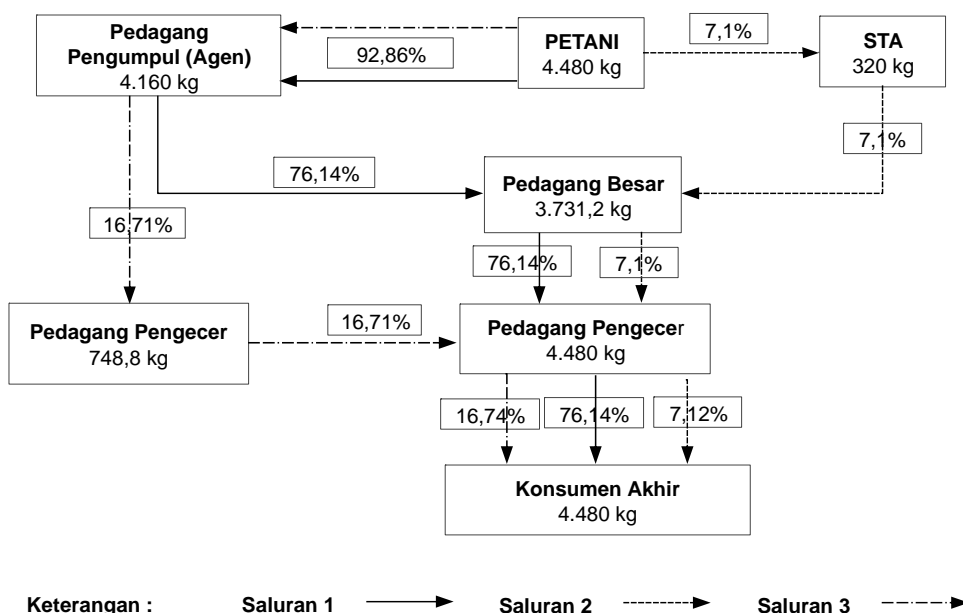 Pedagang
Pengumpul (Agen)
4.160 kg
92,86%
PETANI
4.480 kg
7,1%
STA
320 kg
7,1%
76,14%
Pedagang Besar
3.731,2 kg
16,71%
76,14%
7,1%
Pedagang Pengecer
748,8 kg
16,71%
Pedagang Pengecer
4.480 kg
16,74%
76,14%
7,12%
Konsumen Akhir
4.480 kg
Keterangan : Saluran 1 Saluran 2 Saluran 3